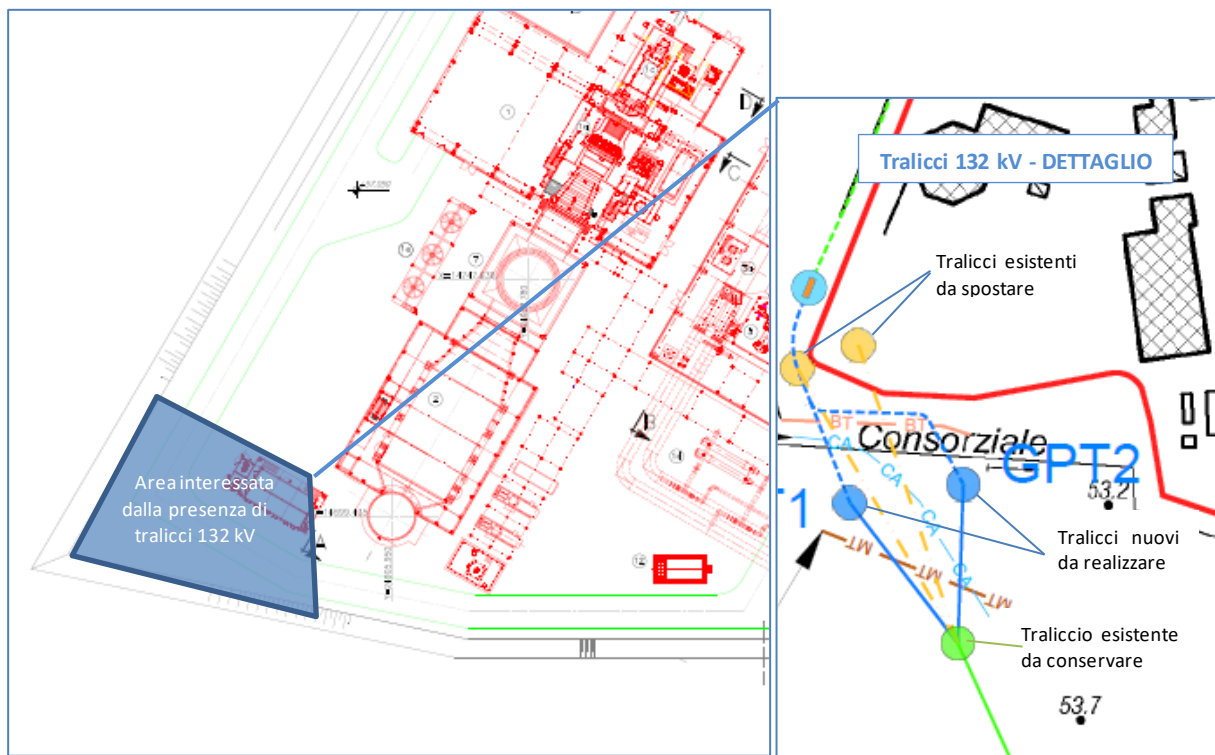 D
C
B
A
Area interessata
dalla presenza di
tralicci 132 kV
Tralicci 132 kV - DETTAGLIO
Tralicci esistenti
da spostare
BT
BT
Consorziale
CA
CA
CA
CA
GPT2
53.2
T1
MT
MT
MT
MT
Tralicci nuovi
da realizzare
Traliccio esistente
da conservare
53.7